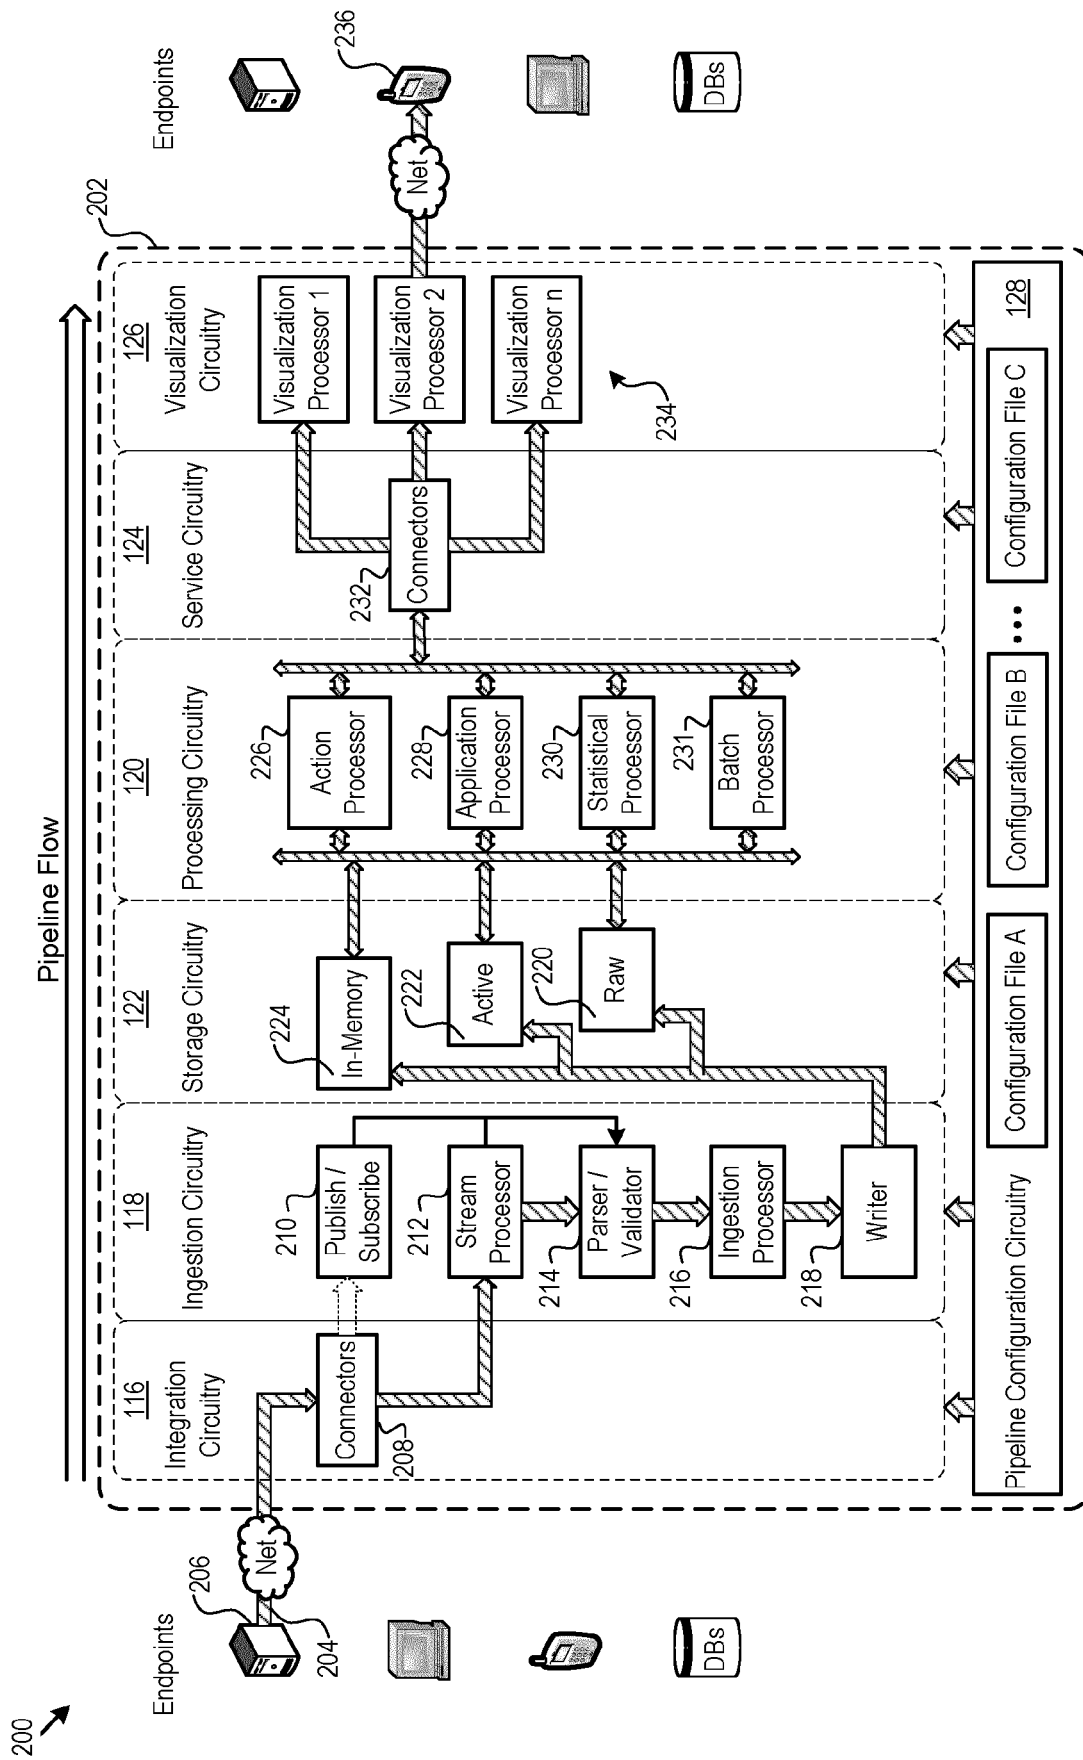 200
Pipeline Flow
202
Endpoints
206
204
Net
DBs
116
Integration
Circuitry
Connectors
208
118
Ingestion Circuitry
210
Publish /
Subscribe
212
Stream
Processor
214
Parser /
Validator
216
Ingestion
Processor
218
Writer
122
Storage Circuitry
224
In-Memory
222
Active
220
Raw
120
Processing Circuitry
226
Action
Processor
228
Application
Processor
230
Statistical
Processor
231
Batch
Processor
124
Service Circuitry
232
Connectors
126
Visualization
Circuitry
Visualization
Processor 1
Visualization
Processor 2
Visualization
Processor n
234
Net
Endpoints
236
DBs
Pipeline Configuration Circuitry
Configuration File A
Configuration File B
•••
Configuration File C
128